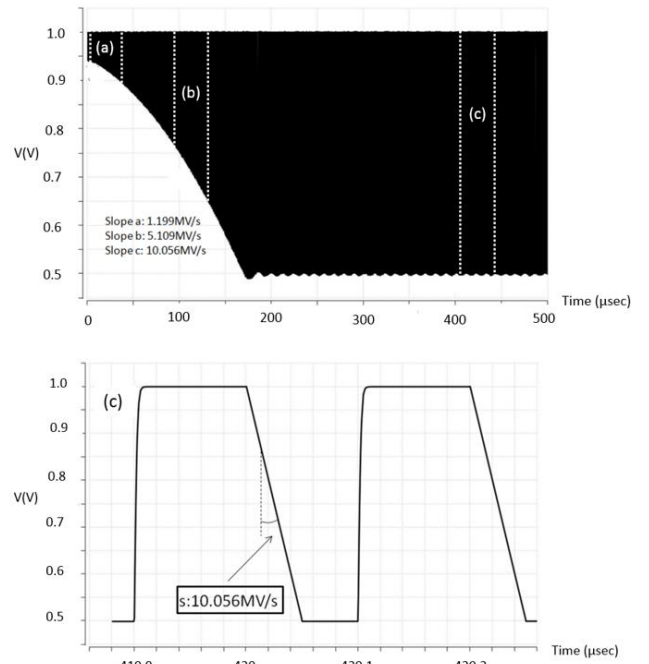 1.0
(a)
0.9
(b)
(c)
0.8
V(V)
0.7
0.6
Slope a: 1.199MV/s
Slope b: 5.109MV/s
Slope c: 10.056MV/s
0.5
Time (μsec)
0 100 200 300 400 500
1.0
(c)
0.9
0.8
V(V)
0.7
s:10.056MV/s
0.6
0.5
Time (μsec)